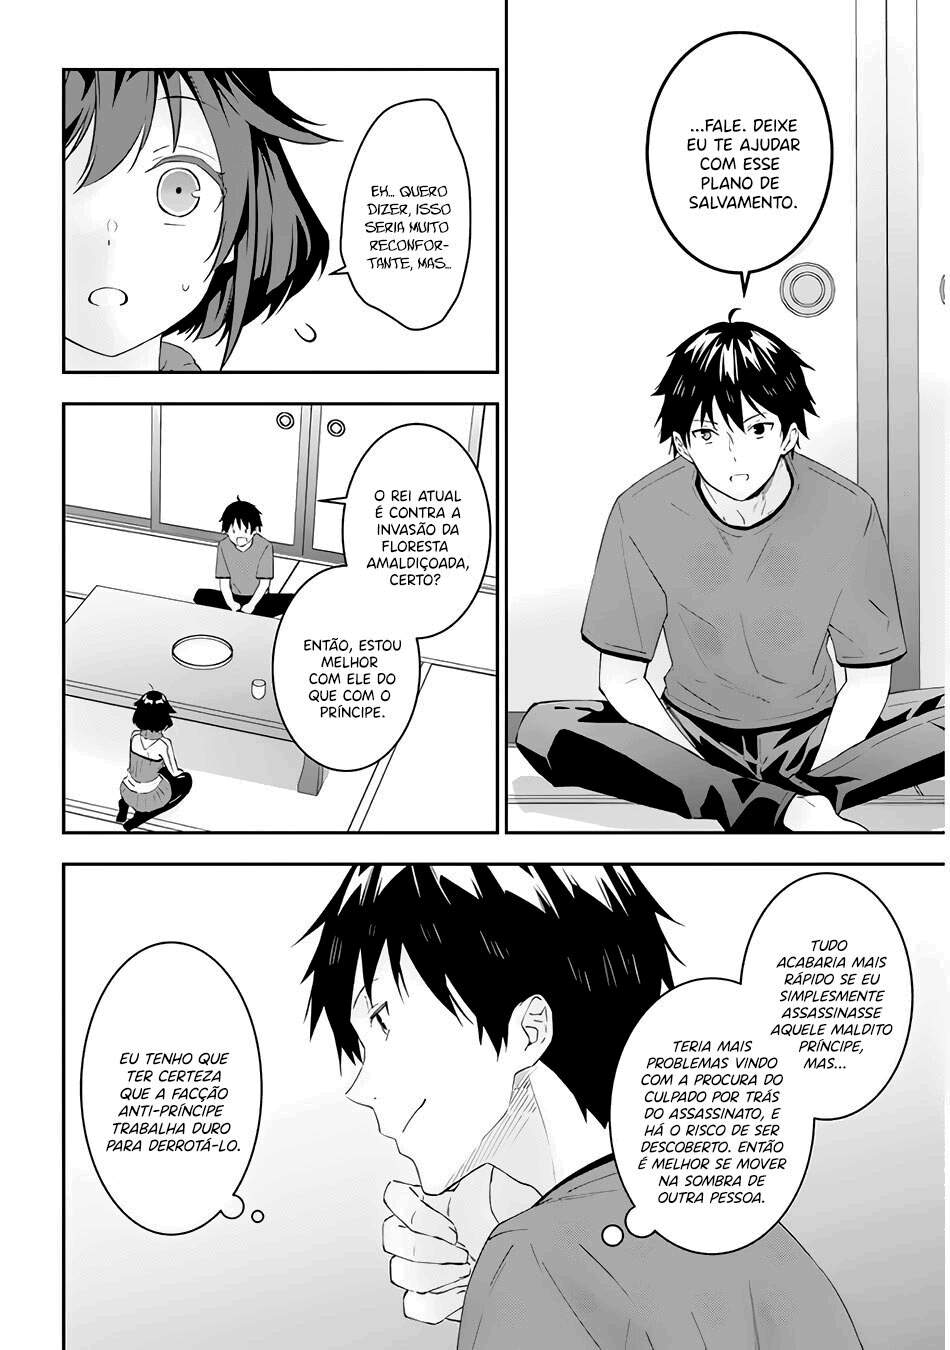 ...FALE. DEIXE
EU TE AJUDAR
COM ESSE
PLANO DE
SALVAMENTO.
EH... QUERO
DIZER, ISSO
SERIA MUITO
RECONFOR-
TANTE, MAS...
O REI ATUAL
É CONTRA A
INVASÃO DA
FLORESTA
AMALDIÇOADA,
CERTO?
ENTÃO, ESTOU
MELHOR
COM ELE DO
QUE COM O
PRÍNCIPE.
TUDO
ACABARIA MAIS
RÁPIDO SE EU
SIMPLESMENTE
ASSASSINASSE
AQUELE MALDITO
PRÍNCIPE,
MAS...
TERIA MAIS
PROBLEMAS VINDO
COM A PROCURA DO
CULPADO POR TRÁS
DO ASSASSINATO, E
HÁ O RISCO DE SER
DESCOBERTO. ENTÃO
É MELHOR SE MOVER
NA SOMBRA DE
OUTRA PESSOA.
EU TENHO QUE
TER CERTEZA
QUE A FACÇÃO
ANTI-PRÍNCIPE
TRABALHA DURO
PARA DERROTÁ-LO.